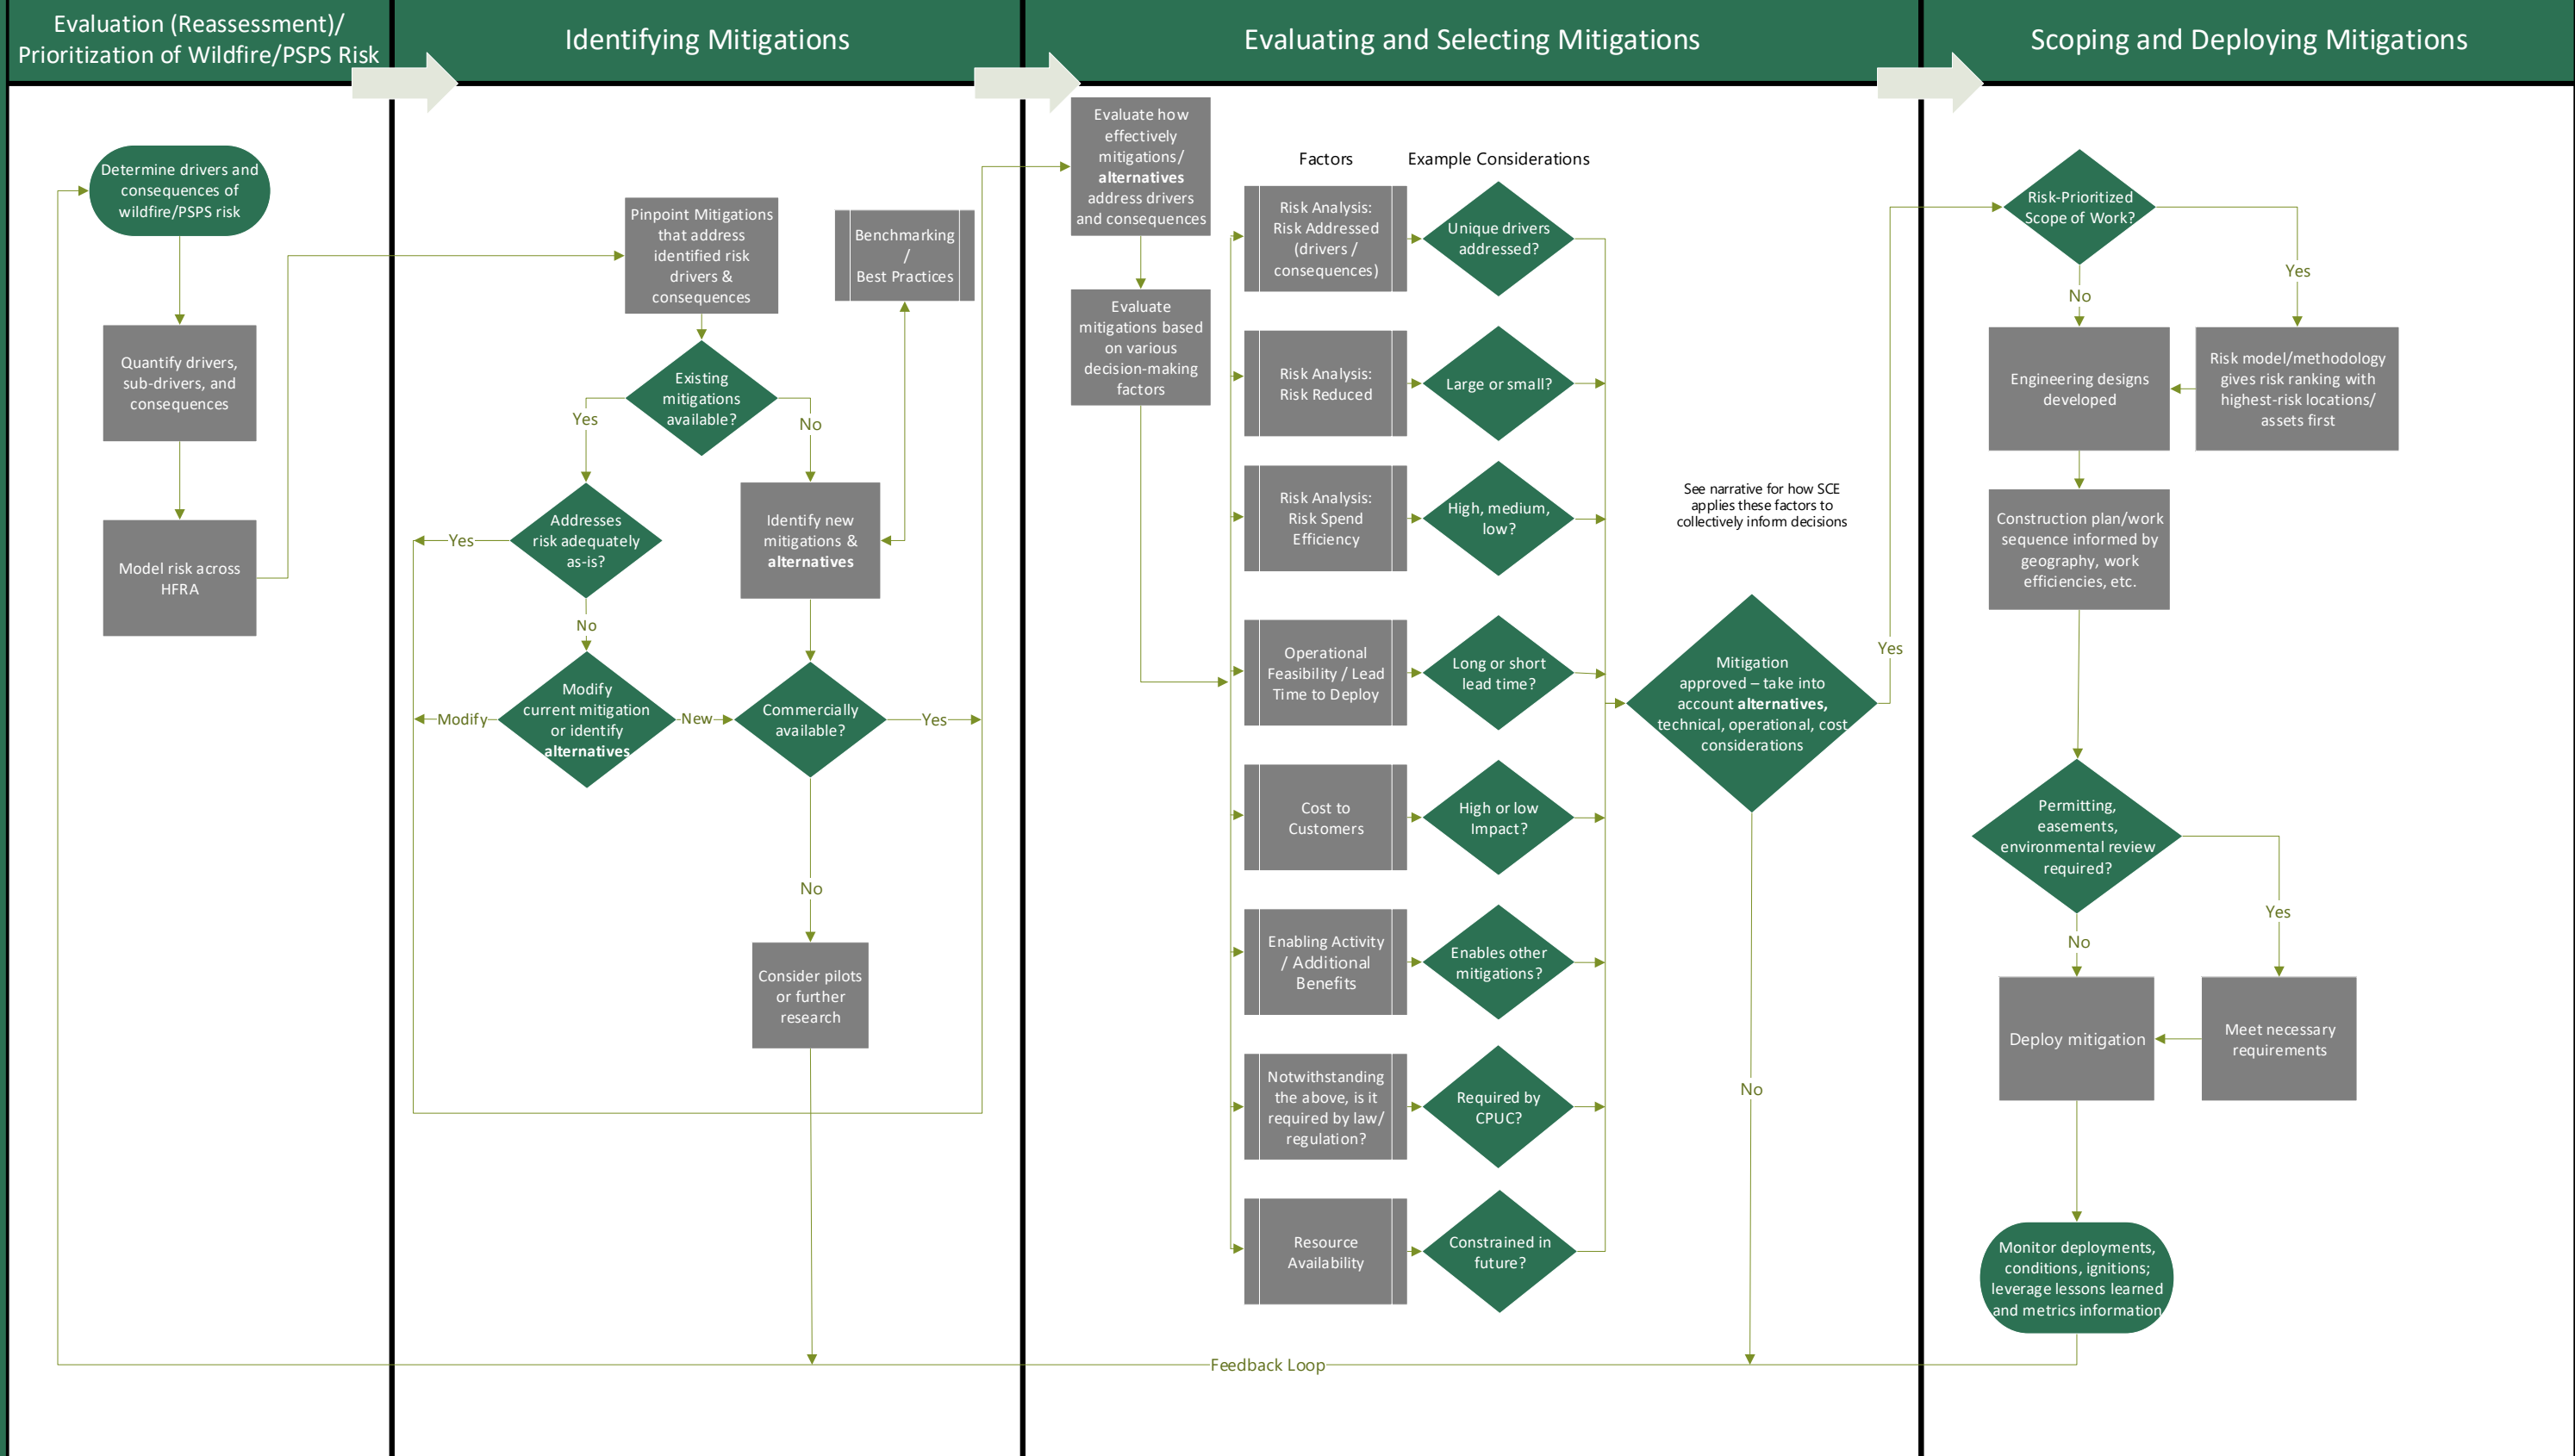 Evaluation (Reassessment)/
Prioritization of Wildfire/PSPS Risk
Identifying Mitigations
Evaluating and Selecting Mitigations
Scoping and Deploying Mitigations
Determine drivers and
consequences of
wildfire/PSPS risk
Quantify drivers,
sub-drivers, and
consequences
Model risk across
HFRA
Pinpoint Mitigations
that address
identified risk
drivers &
consequences
Benchmarking
/
Best Practices
Existing
mitigations
available?
Yes
No
Addresses
risk adequately
as-is?
Yes
No
Identify new
mitigations &
alternatives
Modify
current mitigation
or identify
alternatives
Modify
New
Commercially
available?
Yes
No
Consider pilots
or further
research
Evaluate how
effectively
mitigations/
alternatives
address drivers
and consequences
Evaluate
mitigations based
on various
decision-making
factors
Factors
Example Considerations
Risk Analysis:
Risk Addressed
(drivers /
consequences)
Unique drivers
addressed?
Risk Analysis:
Risk Reduced
Large or small?
Risk Analysis:
Risk Spend
Efficiency
High, medium,
low?
Operational
Feasibility / Lead
Time to Deploy
Long or short
lead time?
Cost to
Customers
High or low
Impact?
Enabling Activity
/ Additional
Benefits
Enables other
mitigations?
Notwithstanding
the above, is it
required by law/
regulation?
Required by
CPUC?
Resource
Availability
Constrained in
future?
See narrative for how SCE
applies these factors to
collectively inform decisions
Mitigation
approved – take into
account alternatives,
technical, operational, cost
considerations
Yes
No
Risk-Prioritized
Scope of Work?
Yes
No
Engineering designs
developed
Risk model/methodology
gives risk ranking with
highest-risk locations/
assets first
Construction plan/work
sequence informed by
geography, work
efficiencies, etc.
Permitting,
easements,
environmental review
required?
Yes
No
Deploy mitigation
Meet necessary
requirements
Monitor deployments,
conditions, ignitions;
leverage lessons learned
and metrics information
Feedback Loop